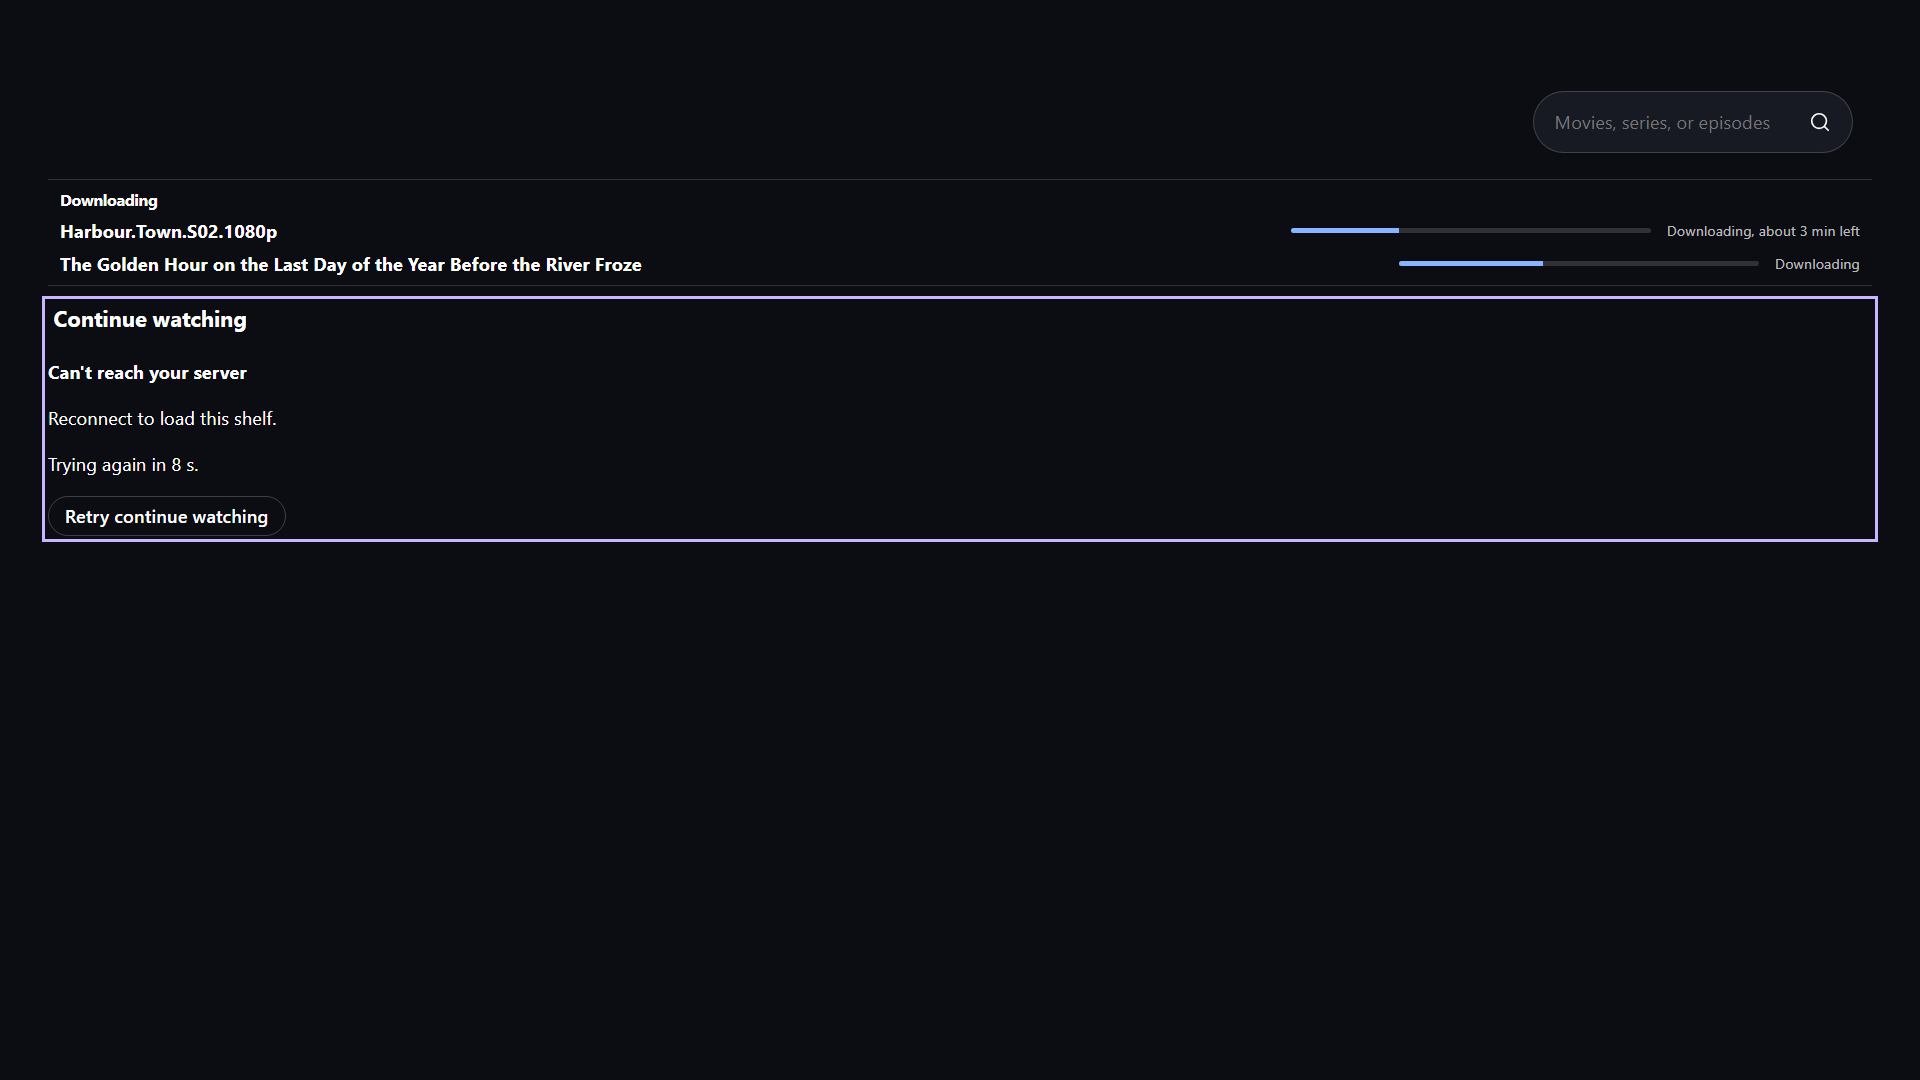 Movies, series, or episodes
Downloading
Harbour.Town.S02.1080p
Downloading, about 3 min left
The Golden Hour on the Last Day of the Year Before the River Froze
Downloading
Continue watching
Can't reach your server
Reconnect to load this shelf.
Trying again in 8 s.
Retry continue watching